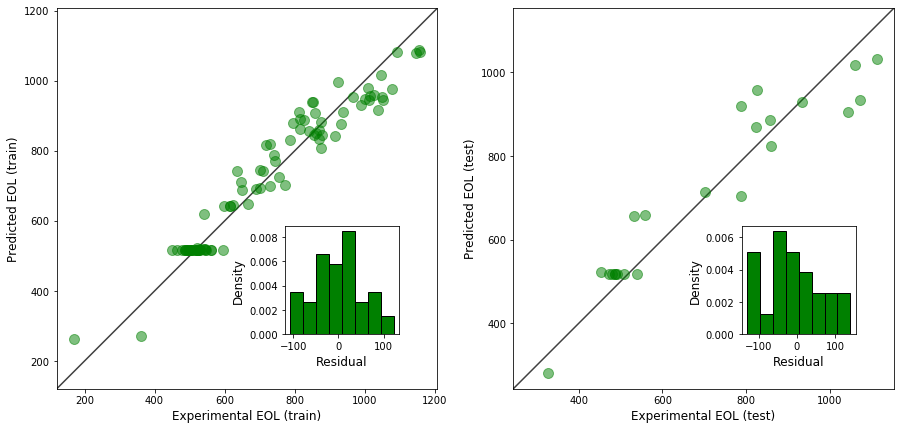 1200
1000
800
600
400
200
Predicted EOL (train)
200 400 600 800 1000 1200
Experimental EOL (train)
0.008
0.006
0.004
0.002
0.000
Density
−100 0 100
Residual
1000
800
600
400
Predicted EOL (test)
400 600 800 1000
Experimental EOL (test)
0.006
0.004
0.002
0.000
Density
−100 0 100
Residual